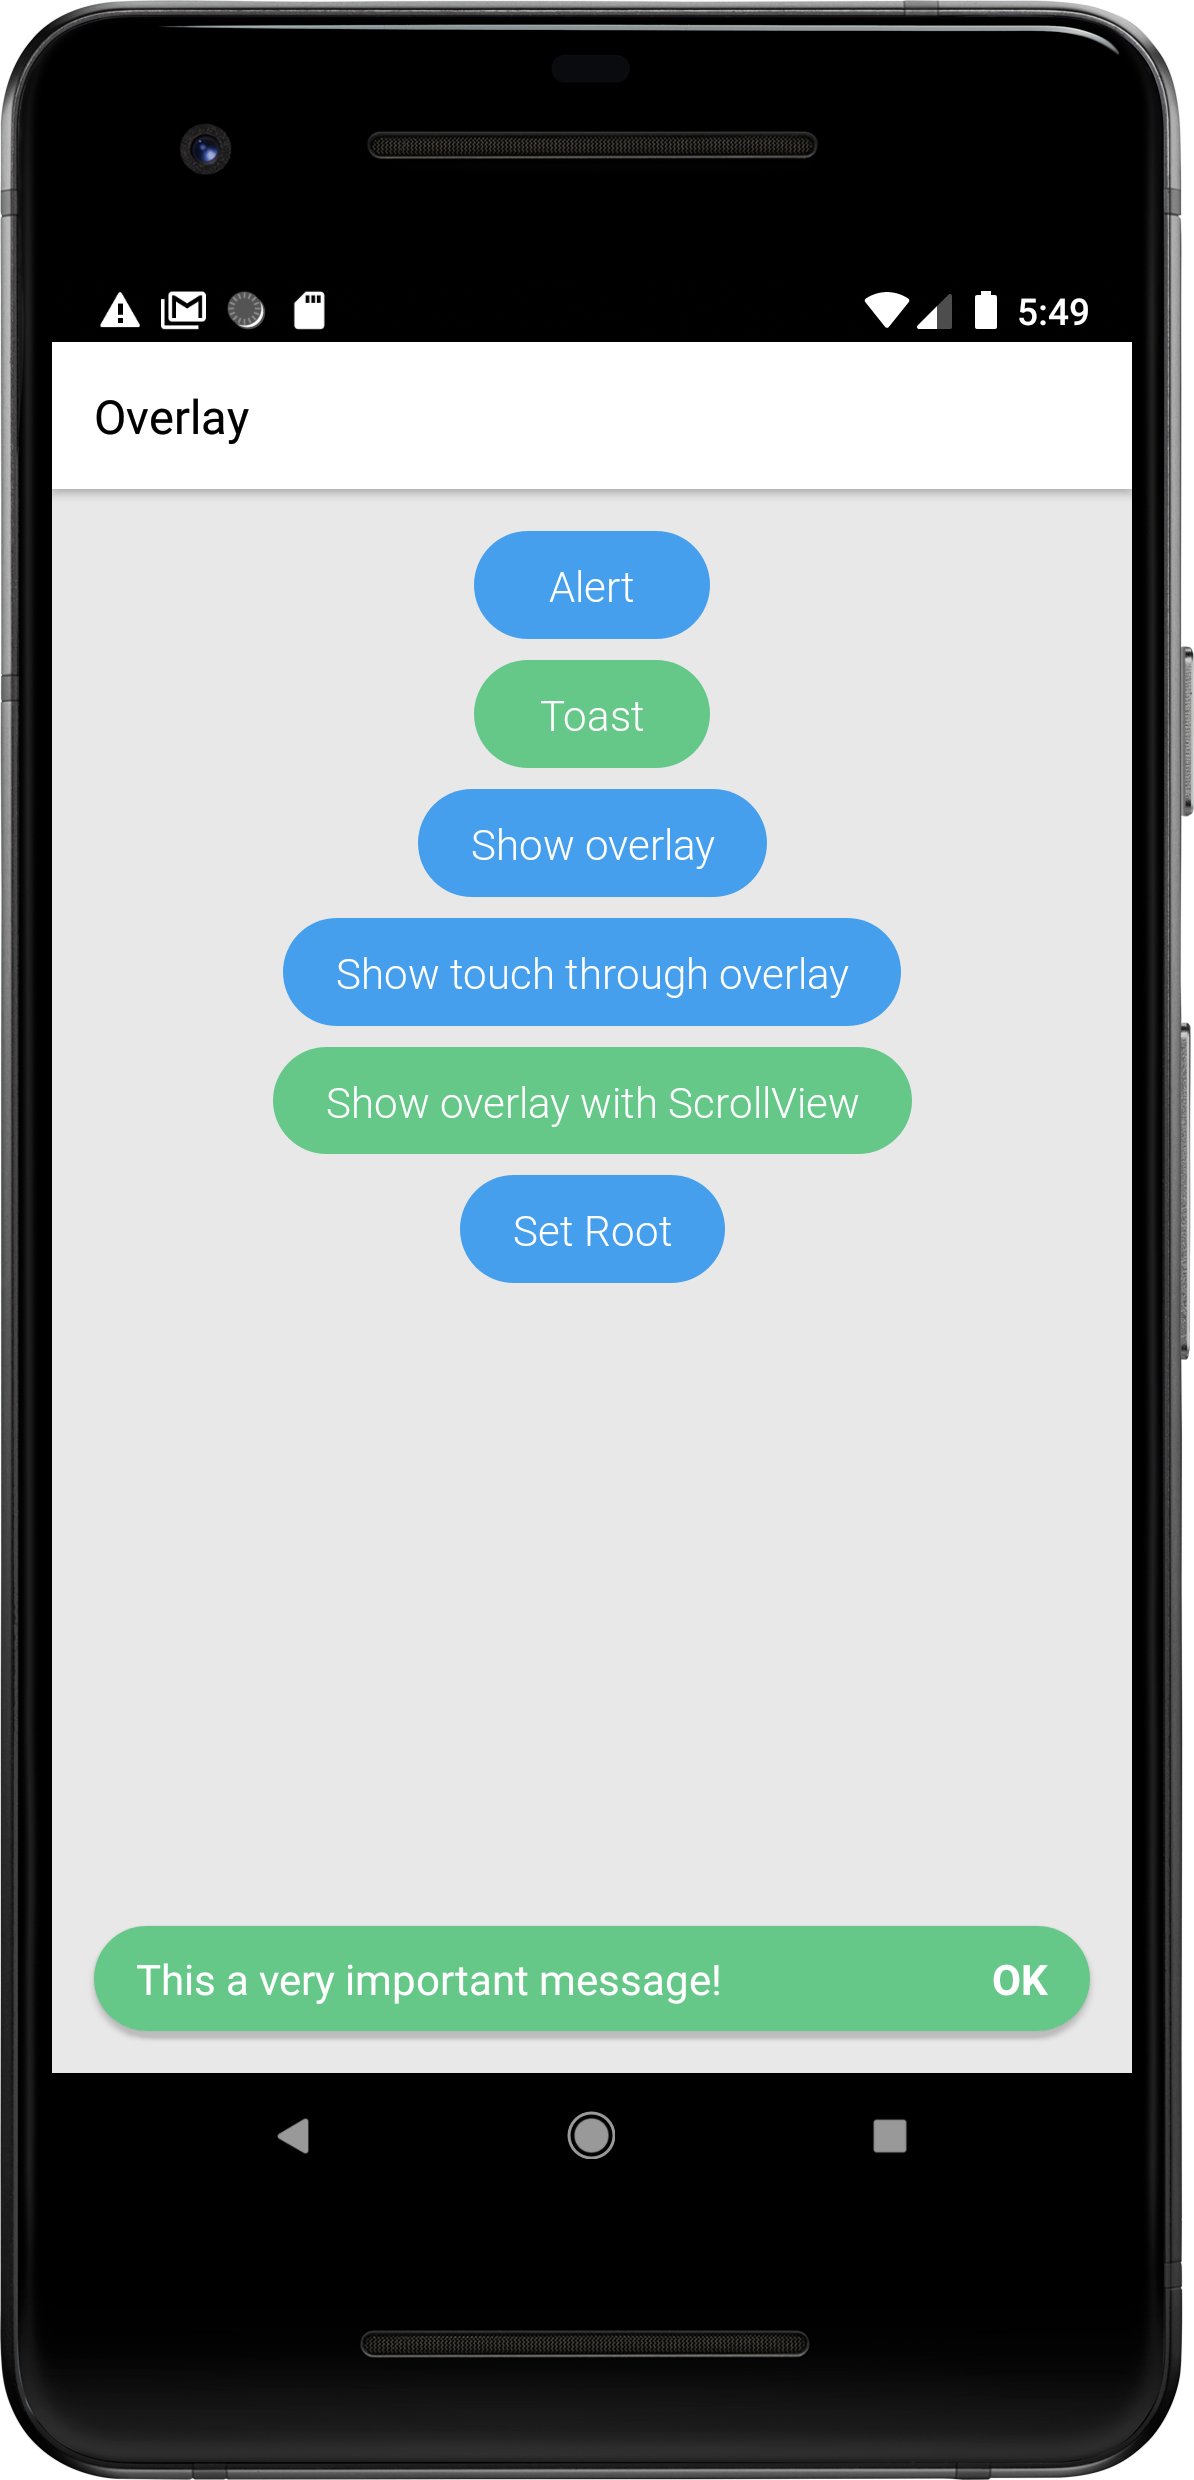 5:49
Overlay
Alert
Toast
Show overlay
Show touch through overlay
Show overlay with ScrollView
Set Root
This a very important message! OK